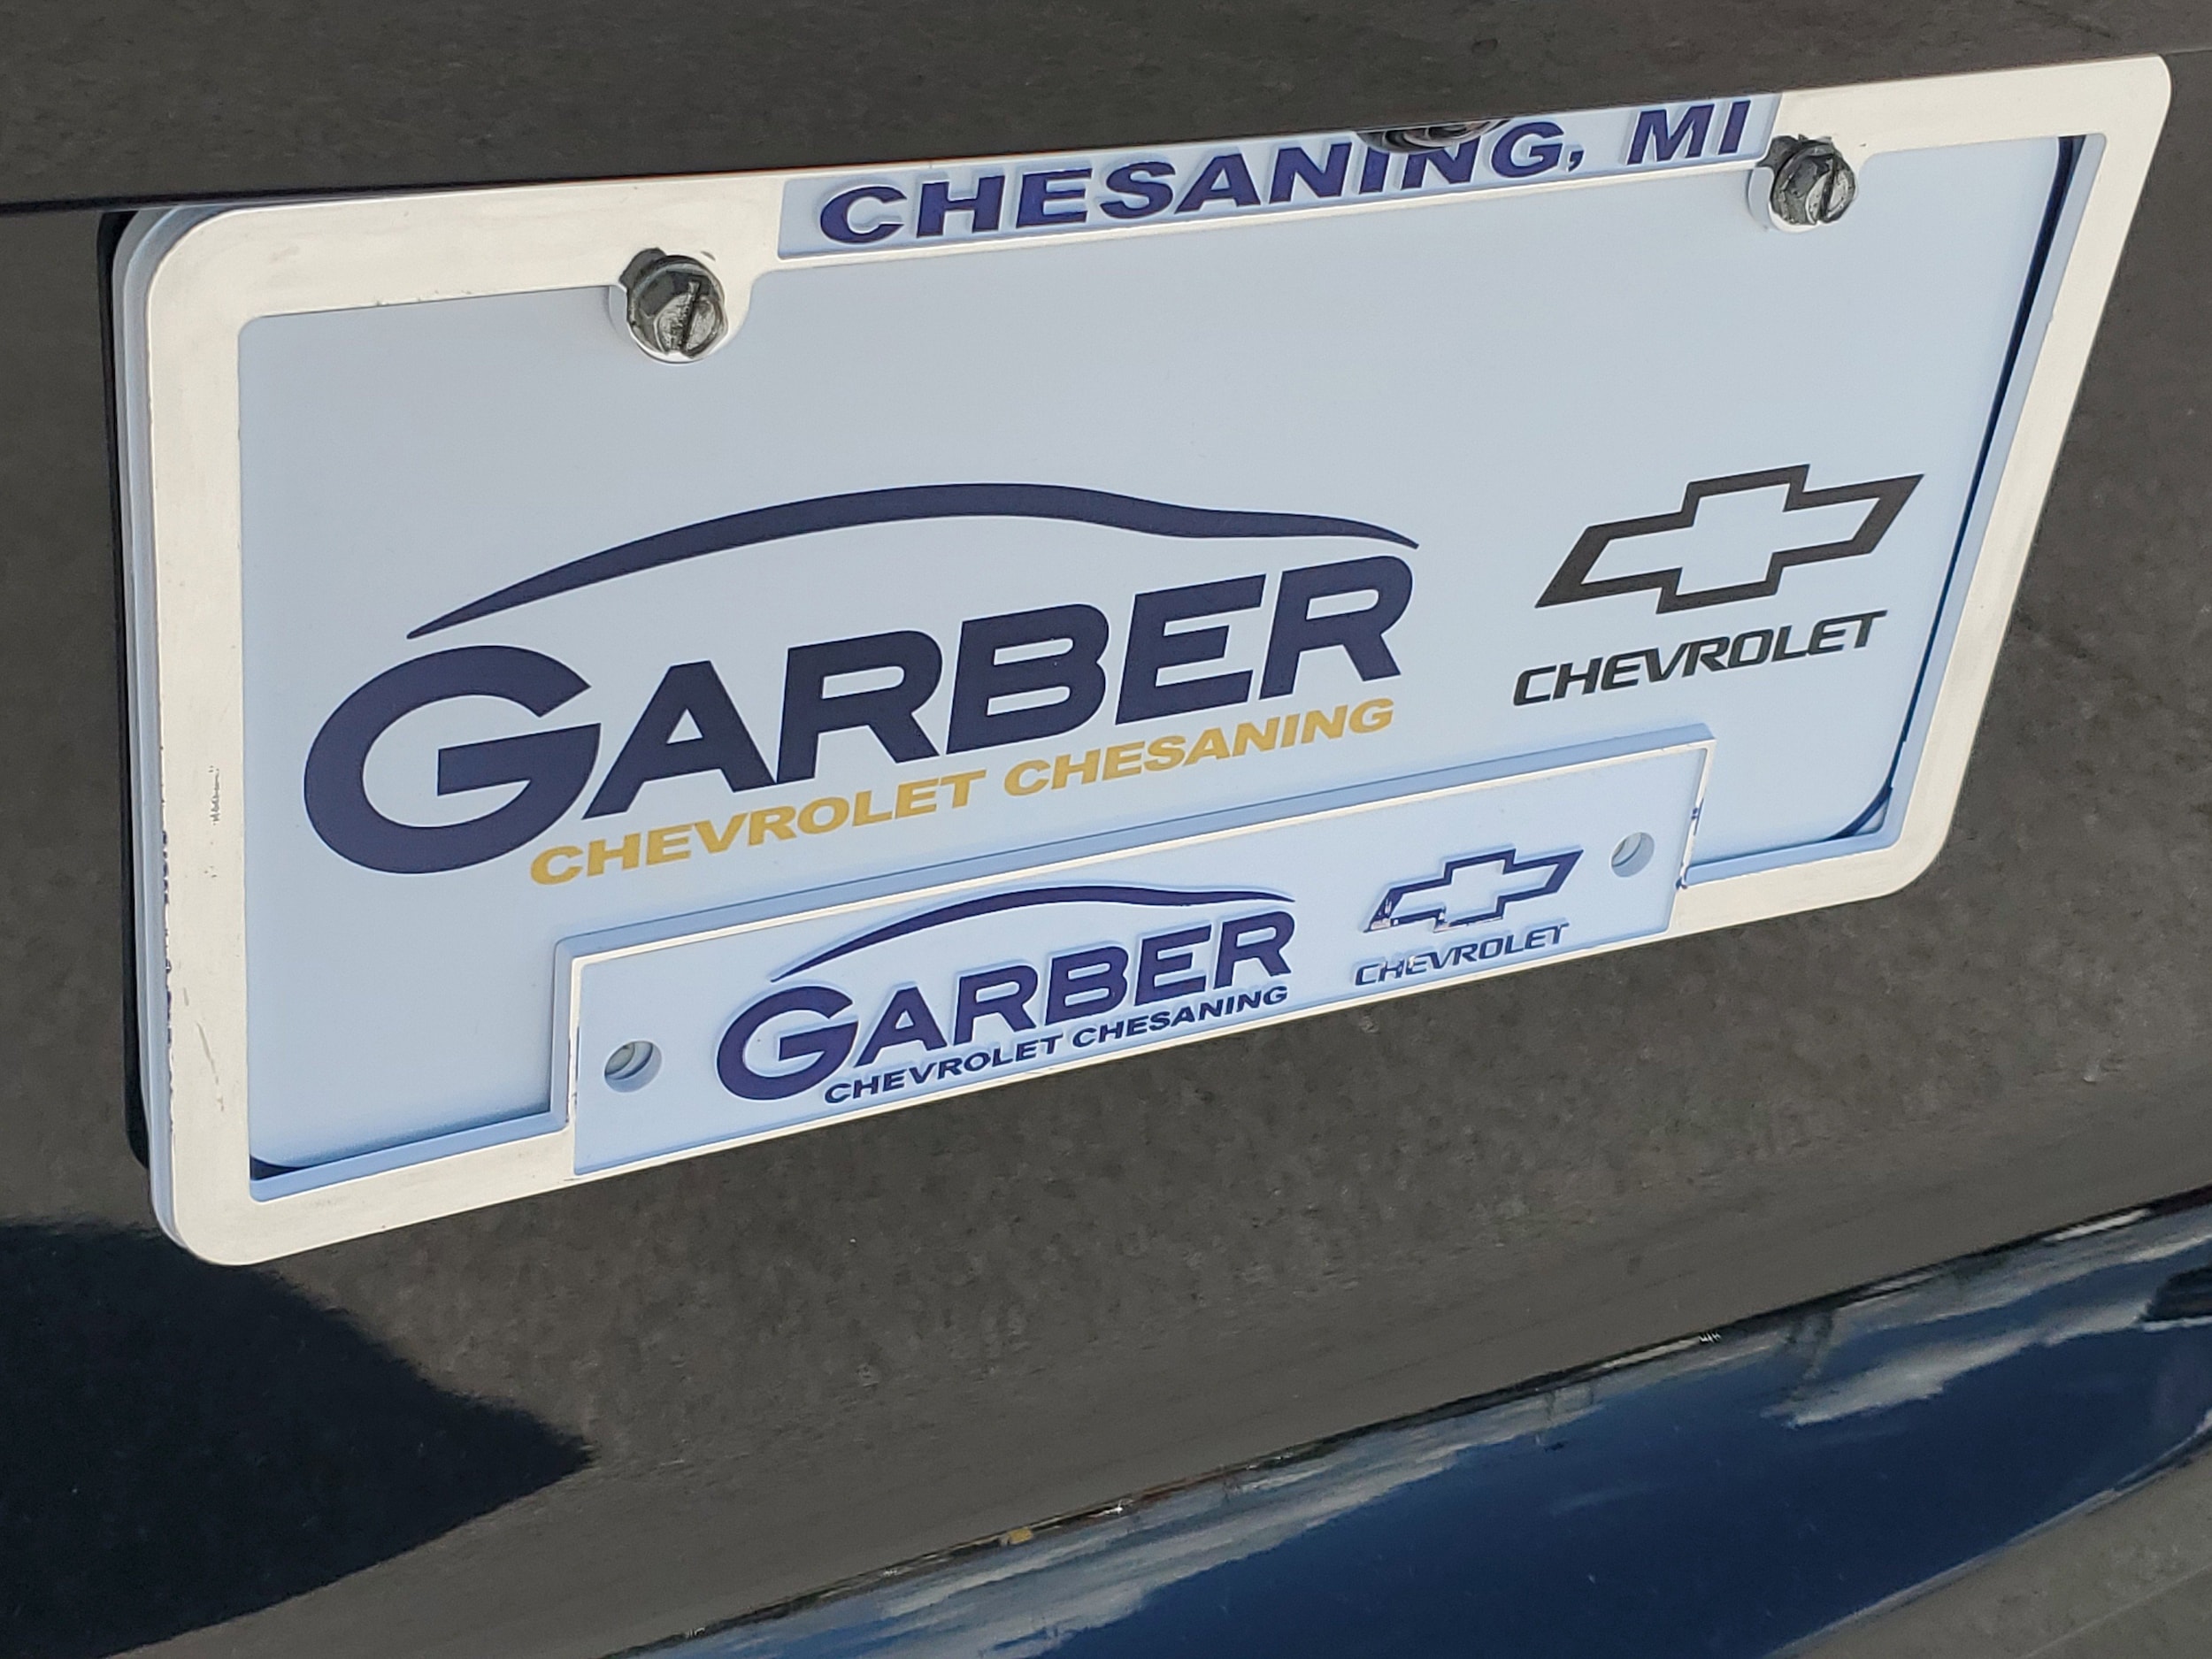 CHESANING, MI
GARBER
CHEVROLET CHESANING
CHEVROLET
GARBER
CHEVROLET CHESANING
CHEVROLET